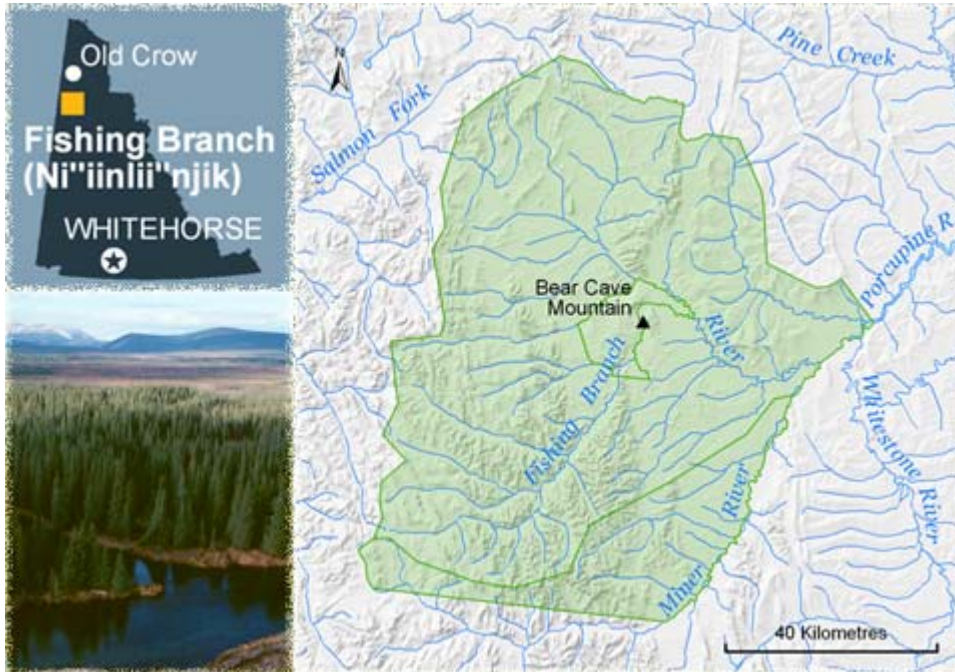 Old Crow
Fishing Branch
(Ni"iinlii"njik)
WHITEHORSE
N
Pine Creek
Salmon Fork
Porcupine R
Bear Cave
Mountain
River
Fishing Branch
Whitestone River
River
Miner
40 Kilometres